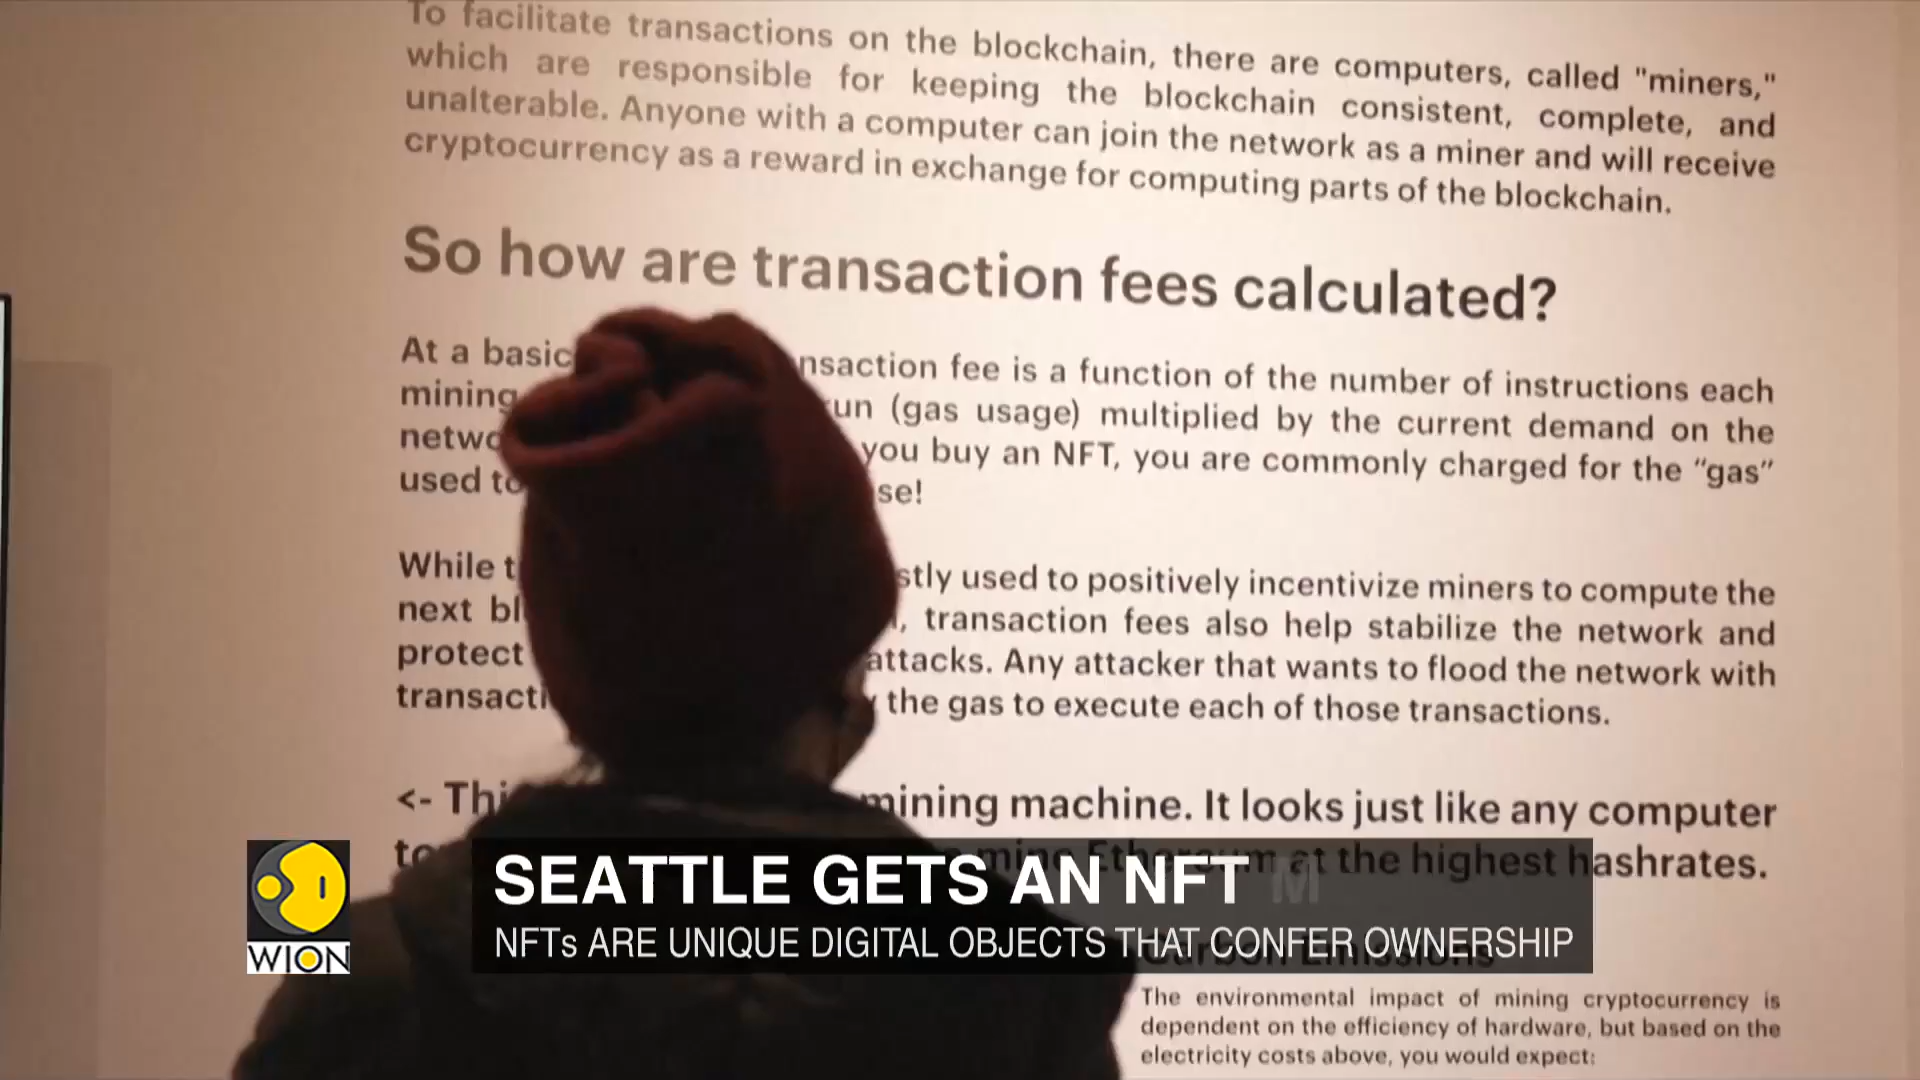 To facilitate transactions on the blockchain, there are computers, called "miners,"
which are responsible for keeping the blockchain consistent, complete, and
unalterable. Anyone with a computer can join the network as a miner and will receive
cryptocurrency as a reward in exchange for computing parts of the blockchain.
So how are transaction fees calculated?
At a basic fee is a function of the number of instructions each
mining (gas usage) multiplied by the current demand on the
you buy an NFT, you are commonly charged for the “gas”
used
While used to positively incentivize miners to compute the
next transaction fees also help stabilize the network and
protect attacks. Any attacker that wants to flood the network with
the gas to execute each of those transactions.
<- mining machine. It looks just like any computer
mine Ethereum at the highest hashrates.
SEATTLE GETS AN NFT M
NFTs ARE UNIQUE DIGITAL OBJECTS THAT CONFER OWNERSHIP
WION
Carbon Emissions
The environmental impact of mining cryptocurrency is
dependent on the efficiency of hardware, but based on the
electricity costs above, you would expect: